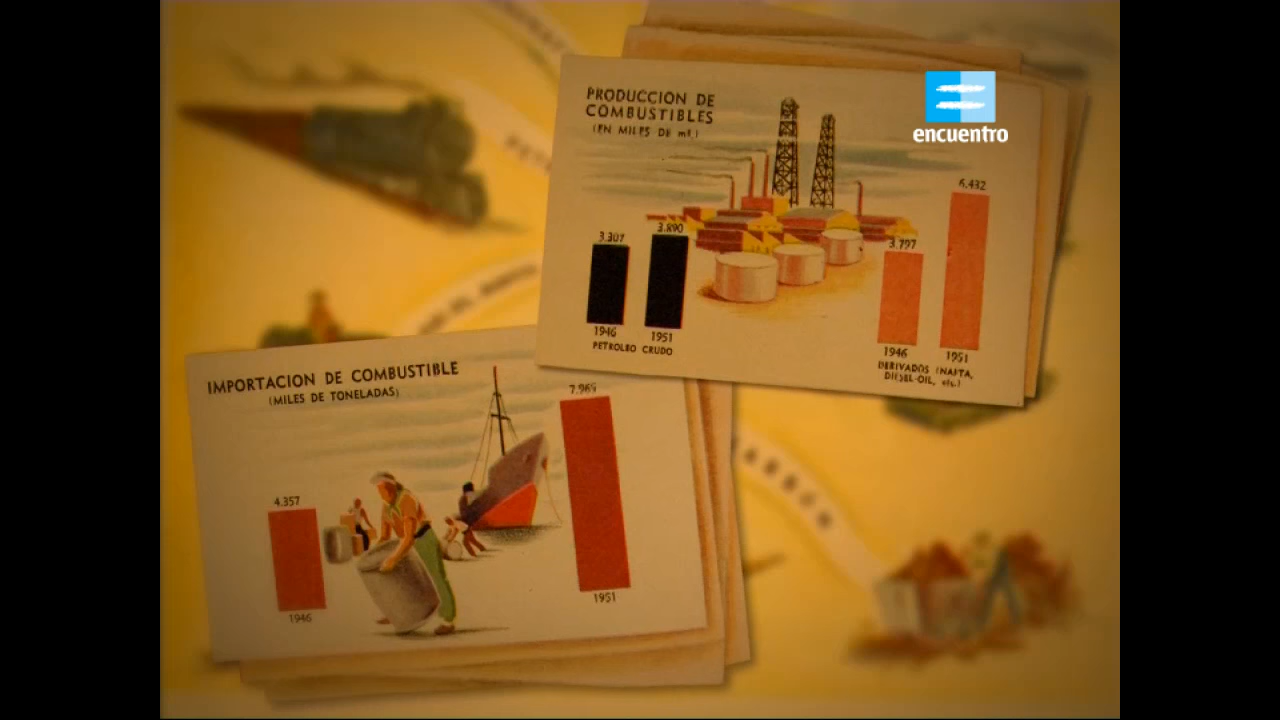 encuentro
PRODUCCION DE
COMBUSTIBLES
(EN MILES DE m³.)
3.307
3.890
1946
1951
PETROLEO CRUDO
3.797
6.432
1946
1951
DERIVADOS (NAFTA,
DIESEL-OIL, etc.)
IMPORTACION DE COMBUSTIBLE
(MILES DE TONELADAS)
4.357
7.969
1946
1951